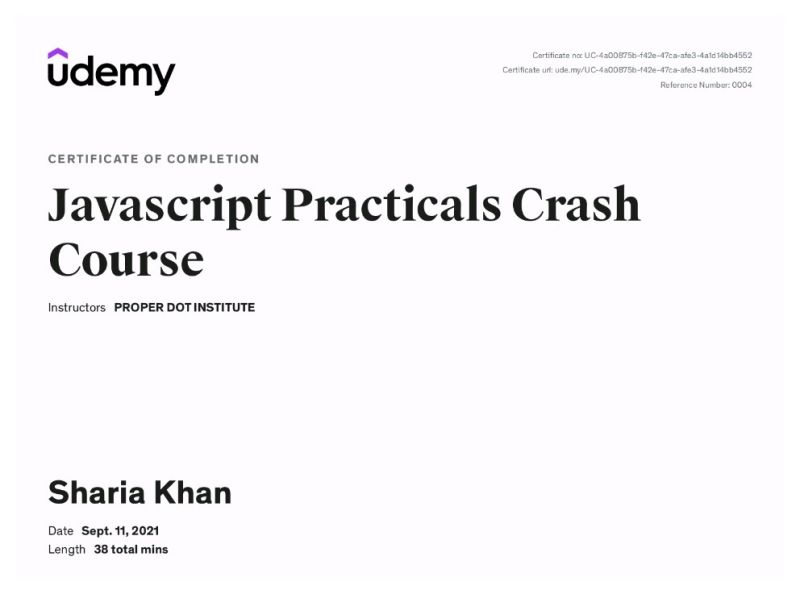 udemy
Certificate no: UC-4a00875b-f42e-47ca-afe3-4a1d14bb4552
Certificate url: ude.my/UC-4a00875b-f42e-47ca-afe3-4a1d14bb4552
Reference Number: 0004
CERTIFICATE OF COMPLETION
Javascript Practicals Crash
Course
Instructors PROPER DOT INSTITUTE
Sharia Khan
Date Sept. 11, 2021
Length 38 total mins